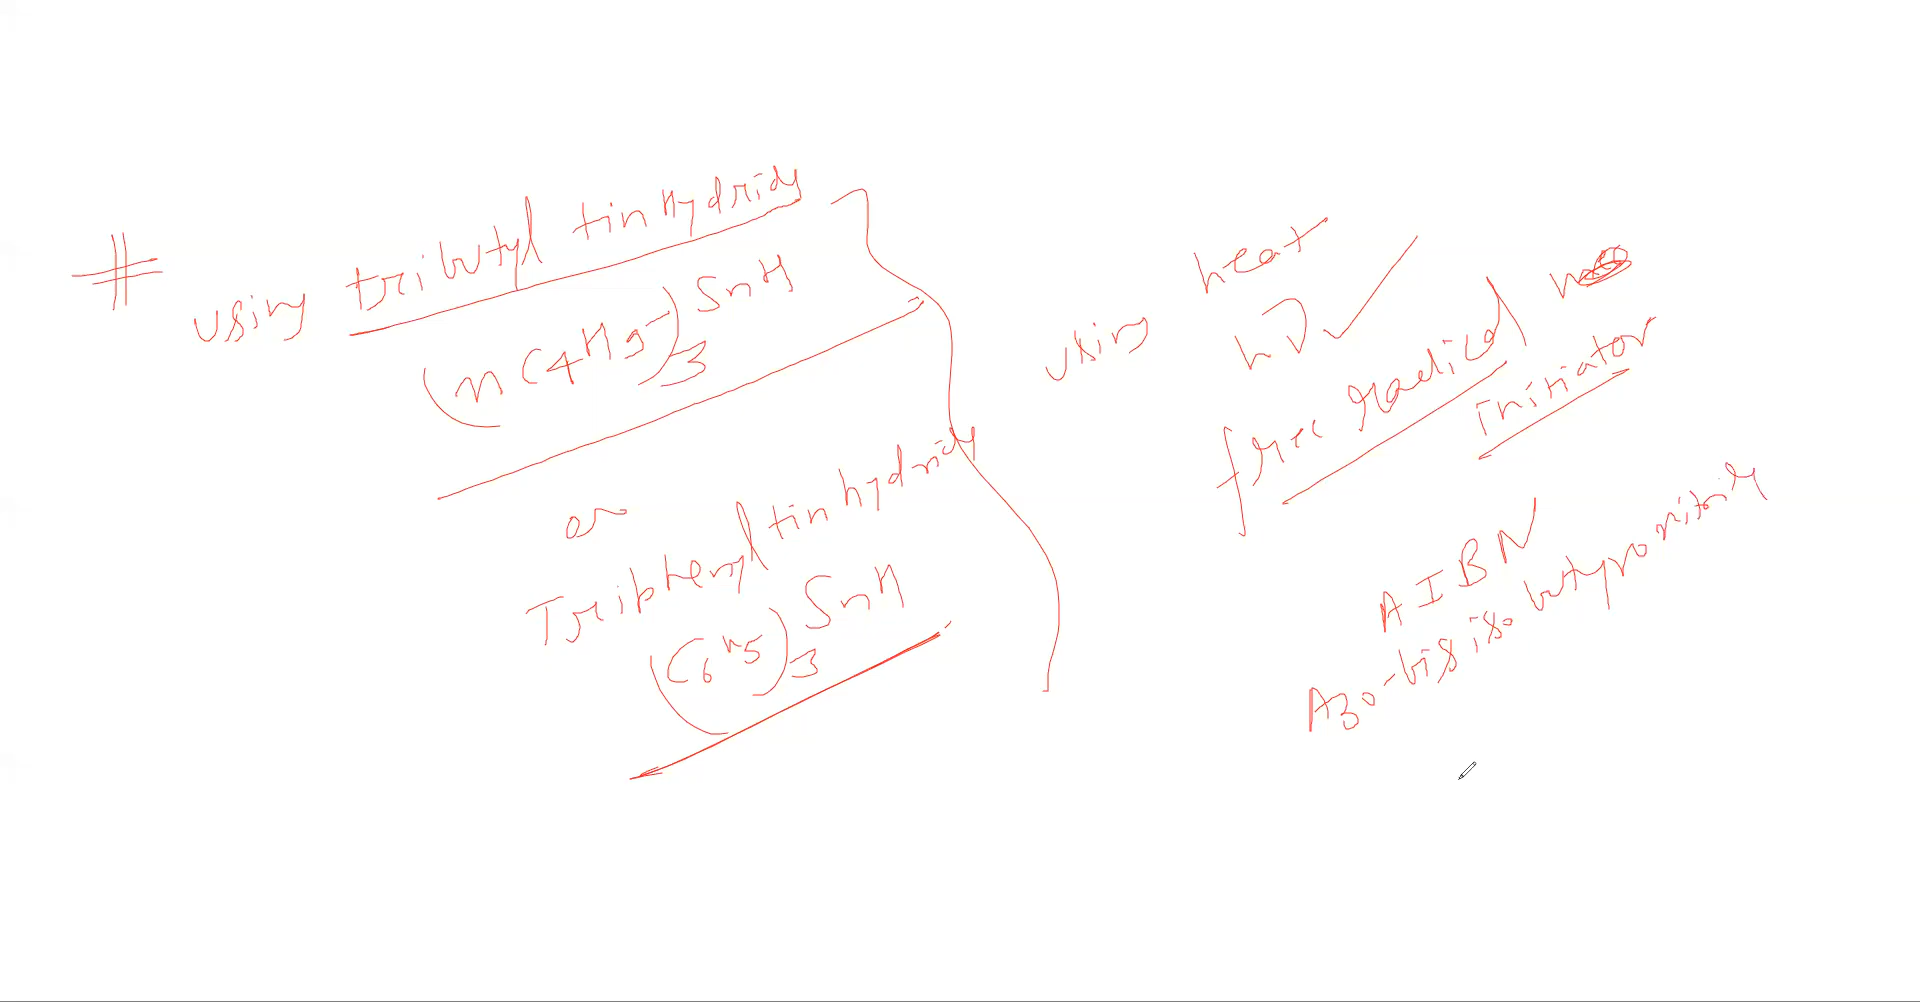 # using tributyl tin Hydride
(n C4H9-)3 SnH
or
Triphenyl tin hydride
(C6H5)3 SnH
using heat
hν
free radical
Initiator
AIBN
Azo-bis iso butyronitrile